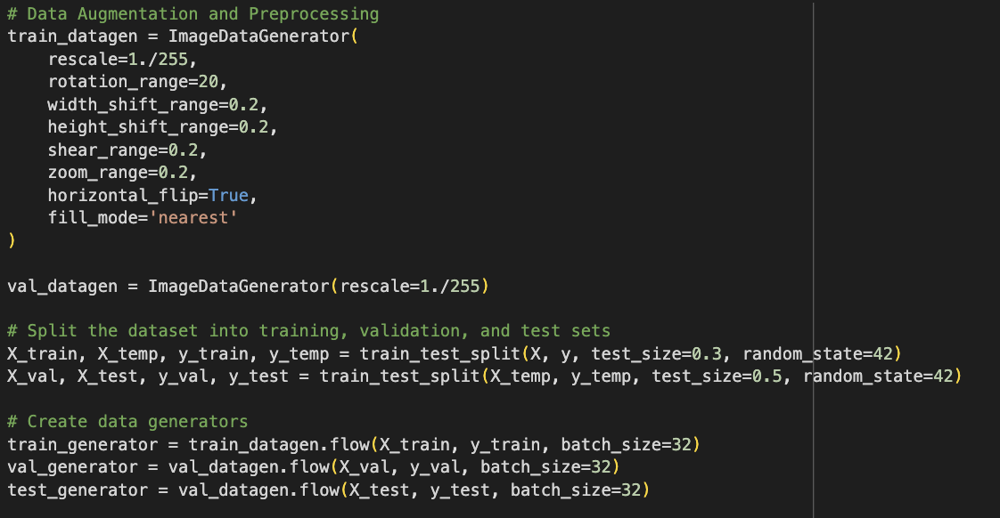 # Data Augmentation and Preprocessing
train_datagen = ImageDataGenerator(
    rescale=1./255,
    rotation_range=20,
    width_shift_range=0.2,
    height_shift_range=0.2,
    shear_range=0.2,
    zoom_range=0.2,
    horizontal_flip=True,
    fill_mode='nearest'
)

val_datagen = ImageDataGenerator(rescale=1./255)

# Split the dataset into training, validation, and test sets
X_train, X_temp, y_train, y_temp = train_test_split(X, y, test_size=0.3, random_state=42)
X_val, X_test, y_val, y_test = train_test_split(X_temp, y_temp, test_size=0.5, random_state=42)

# Create data generators
train_generator = train_datagen.flow(X_train, y_train, batch_size=32)
val_generator = val_datagen.flow(X_val, y_val, batch_size=32)
test_generator = val_datagen.flow(X_test, y_test, batch_size=32)